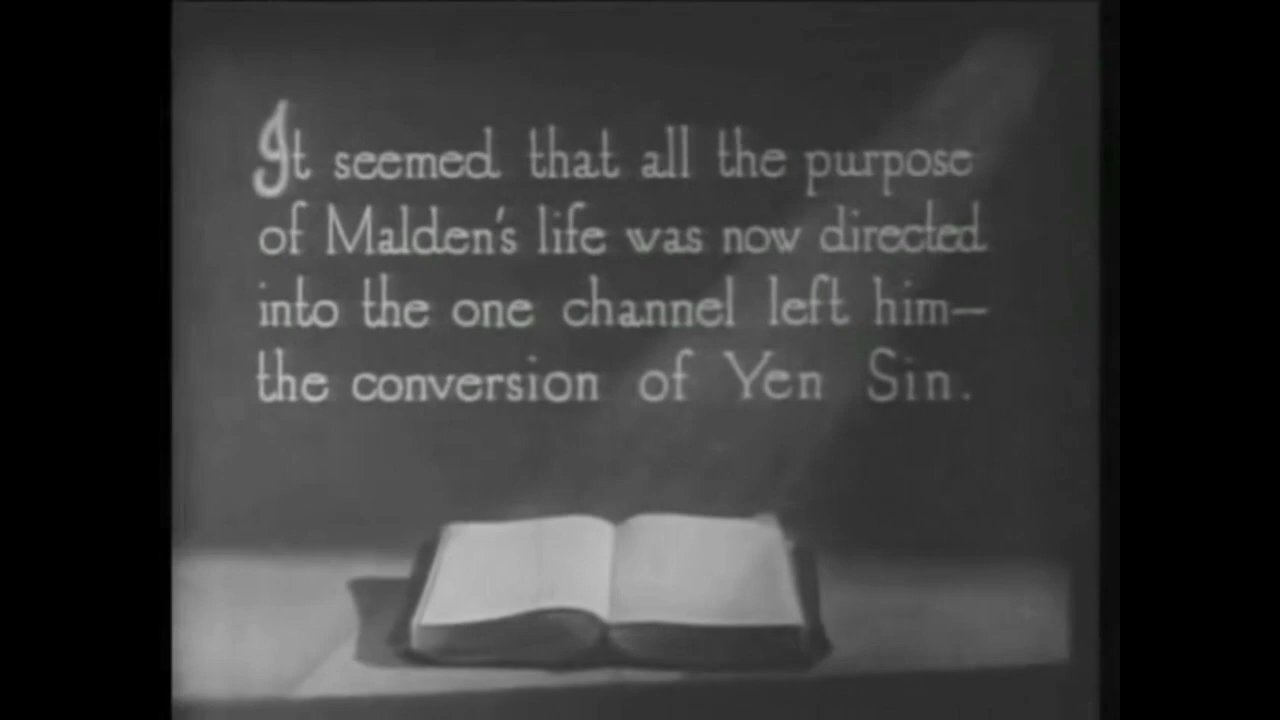 It seemed that all the purpose
of Malden's life was now directed
into the one channel left him—
the conversion of Yen Sin.